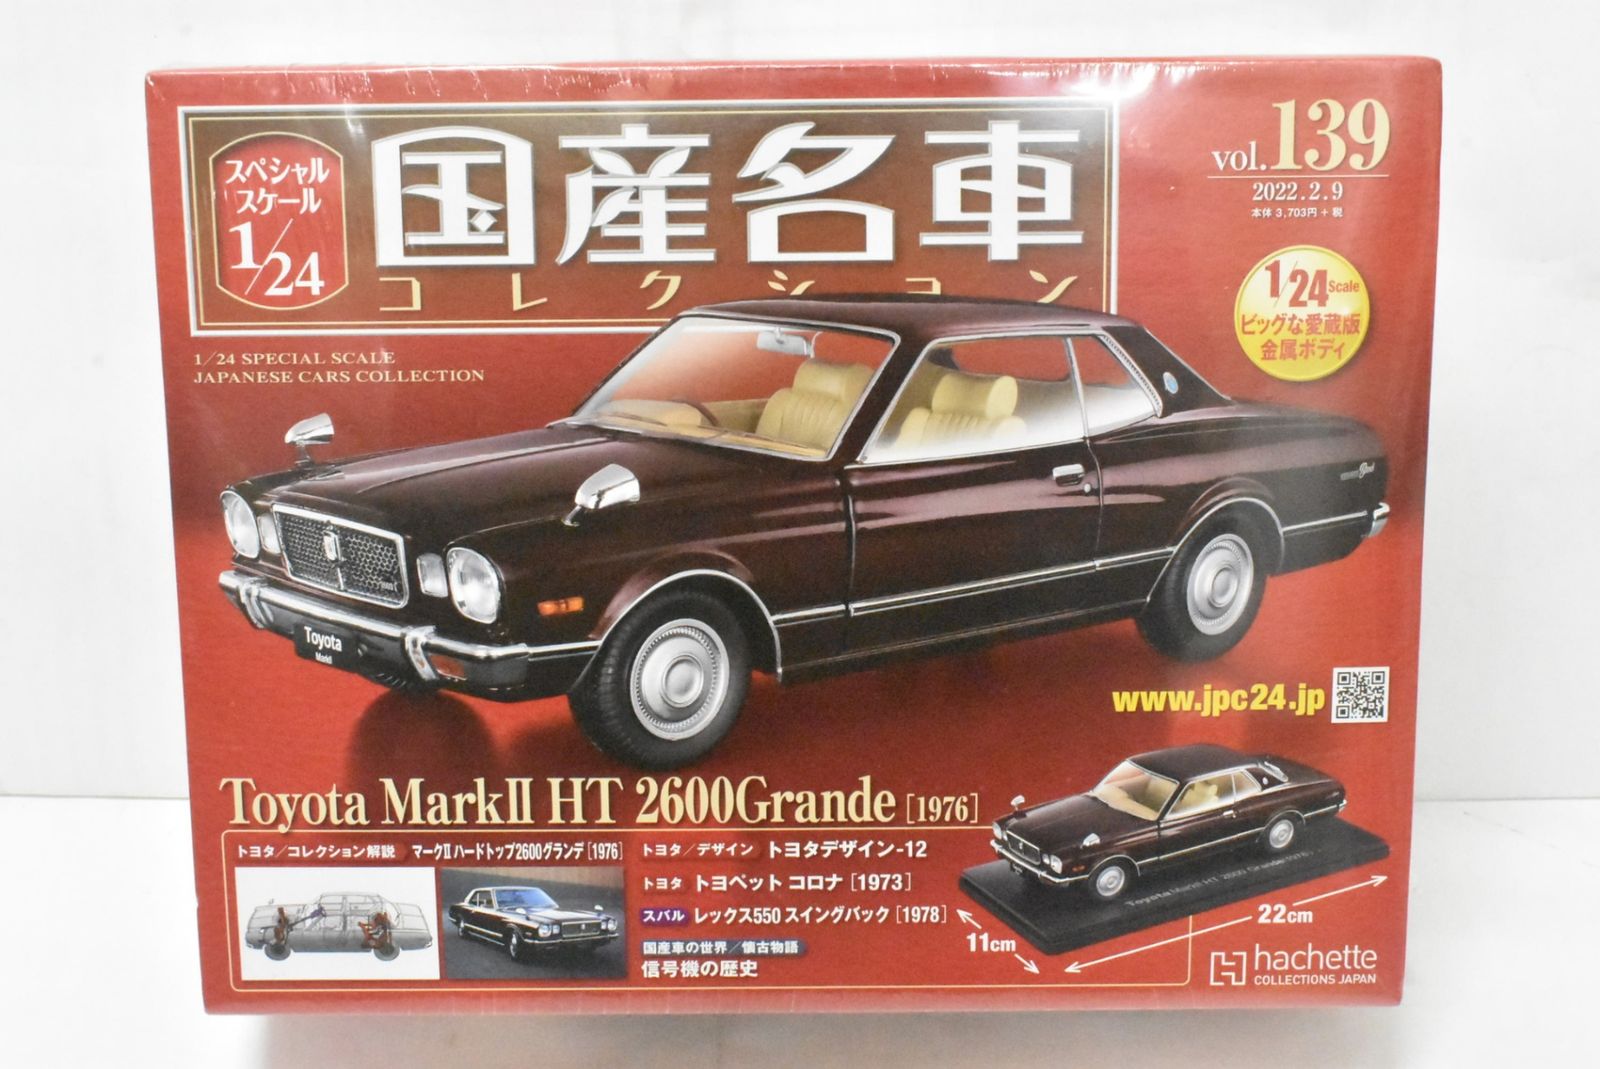 スペシャル
スケール
1/24
国産名車
コレクション
vol.139
2022.2.9
本体 3,703円+税
1/24 Scale
ビッグな愛蔵版
金属ボディ
1/24 SPECIAL SCALE
JAPANESE CARS COLLECTION
Toyota
MarkII
www.jpc24.jp
Toyota MarkⅡ HT 2600Grande [1976]
トヨタ/コレクション解説 マークⅡ ハードトップ2600グランデ [1976]
トヨタ/デザイン トヨタデザイン-12
トヨタ トヨペット コロナ [1973]
スバル レックス550 スイングバック [1978]
国産車の世界/懐古物語
信号機の歴史
Toyota MarkII HT 2600 Grande 1976
11cm
22cm
hachette
COLLECTIONS JAPAN